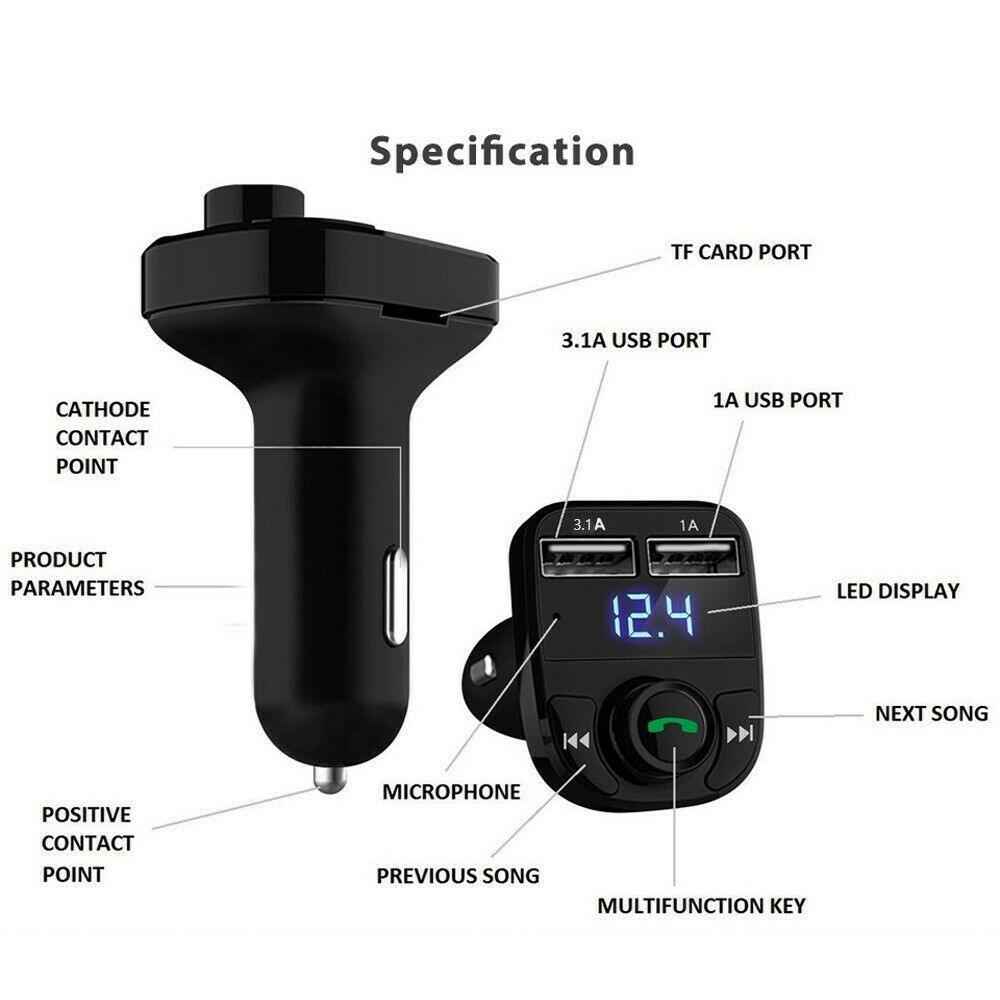 Specification
TF CARD PORT
3.1A USB PORT
1A USB PORT
CATHODE
CONTACT
POINT
3.1A
1A
PRODUCT
PARAMETERS
12.4
LED DISPLAY
NEXT SONG
MICROPHONE
POSITIVE
CONTACT
POINT
PREVIOUS SONG
MULTIFUNCTION KEY